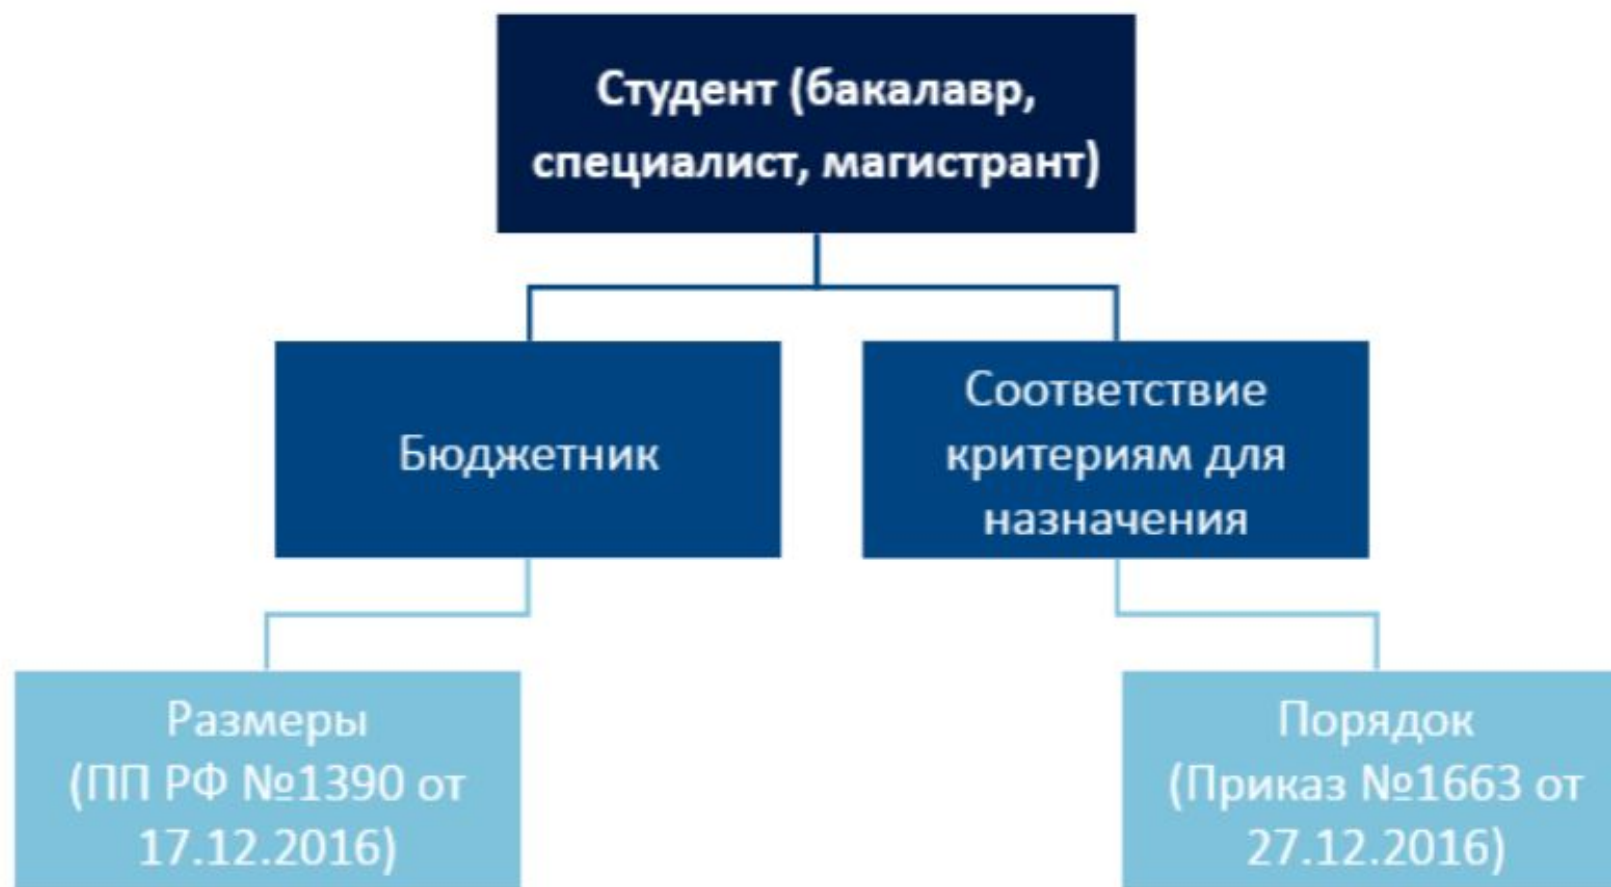 Студент (бакалавр,
специалист, магистрант)
Бюджетник
Соответствие
критериям для
назначения
Размеры
(ПП РФ №1390 от
17.12.2016)
Порядок
(Приказ №1663 от
27.12.2016)